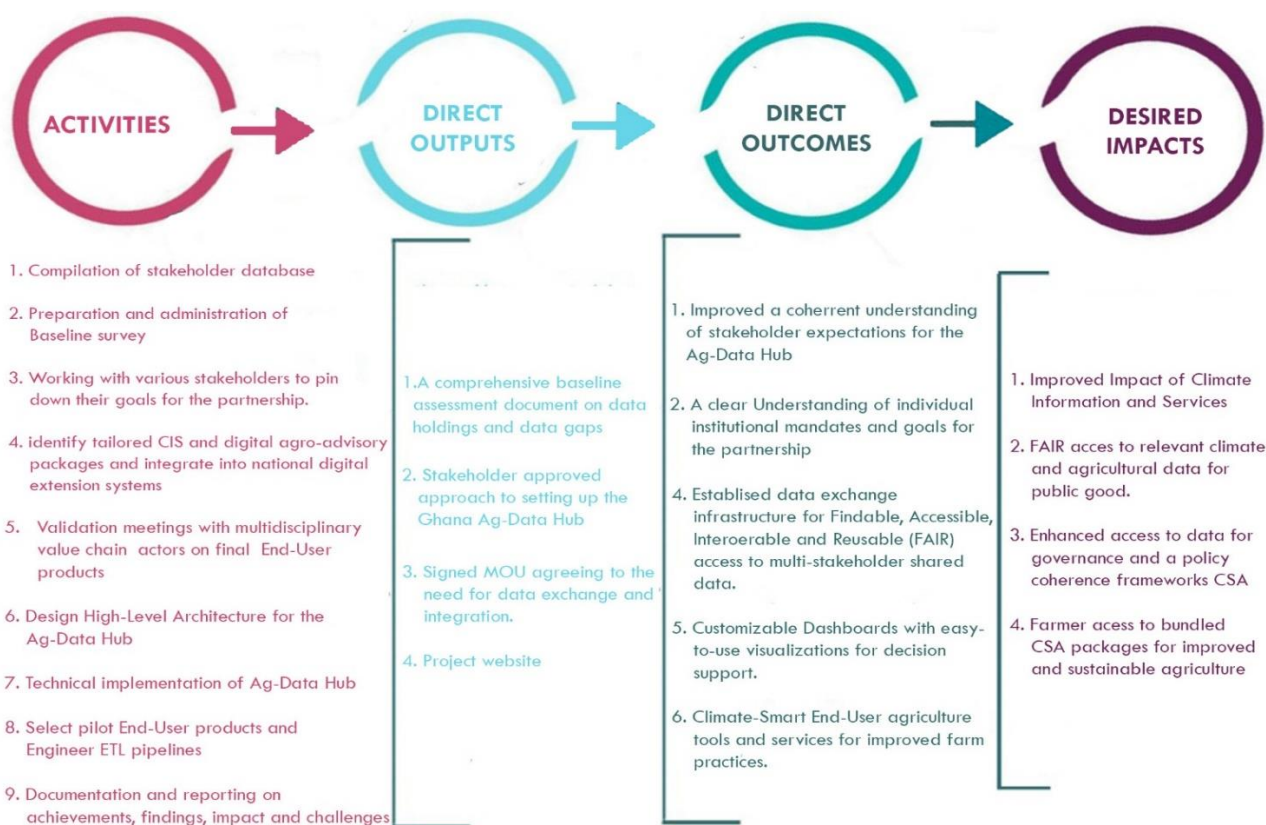 ACTIVITIES
DIRECT
OUTPUTS
DIRECT
OUTCOMES
DESIRED
IMPACTS
1. Compilation of stakeholder database
2. Preparation and administration of
Baseline survey
3. Working with various stakeholders to pin
down their goals for the partnership.
4. identify tailored CIS and digital agro-advisory
packages and integrate into national digital
extension systems
5. Validation meetings with multidisciplinary
value chain actors on final End-User
products
6. Design High-Level Architecture for the
Ag-Data Hub
7. Technical implementation of Ag-Data Hub
8. Select pilot End-User products and
Engineer ETL pipelines
9. Documentation and reporting on
achievements, findings, impact and challenges
1.A comprehensive baseline
assessment document on data
holdings and data gaps
2. Stakeholder approved
approach to setting up the
Ghana Ag-Data Hub
3. Signed MOU agreeing to the
need for data exchange and
integration.
4. Project website
1. Improved a coherrent understanding
of stakeholder expectations for the
Ag-Data Hub
2. A clear Understanding of individual
institutional mandates and goals for
the partnership
4. Establised data exchange
infrastructure for Findable, Accessible,
Interoerable and Reusable (FAIR)
access to multi-stakeholder shared
data.
5. Customizable Dashboards with easy-
to-use visualizations for decision
support.
6. Climate-Smart End-User agriculture
tools and services for improved farm
practices.
1. Improved Impact of Climate
Information and Services
2. FAIR acces to relevant climate
and agricultural data for
public good.
3. Enhanced access to data for
governance and a policy
coherence frameworks CSA
4. Farmer acess to bundled
CSA packages for improved
and sustainable agriculture